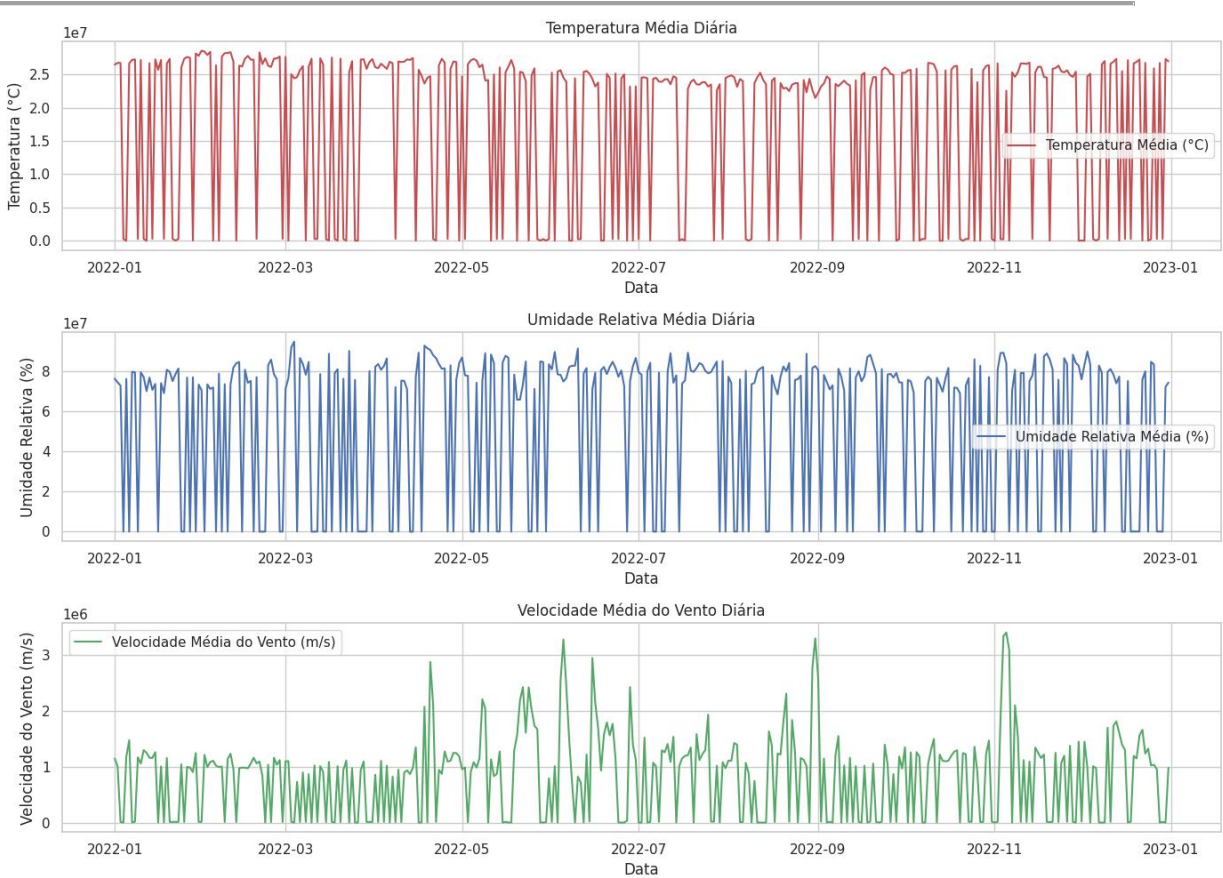 Temperatura Média Diária
1e7
Temperatura (°C)
2.5
2.0
1.5
1.0
0.5
0.0
Temperatura Média (°C)
2022-01 2022-03 2022-05 2022-07 2022-09 2022-11 2023-01
Data
Umidade Relativa Média Diária
1e7
Umidade Relativa (%)
8
6
4
2
0
Umidade Relativa Média (%)
2022-01 2022-03 2022-05 2022-07 2022-09 2022-11 2023-01
Data
Velocidade Média do Vento Diária
1e6
Velocidade do Vento (m/s)
Velocidade Média do Vento (m/s)
3
2
1
0
2022-01 2022-03 2022-05 2022-07 2022-09 2022-11 2023-01
Data